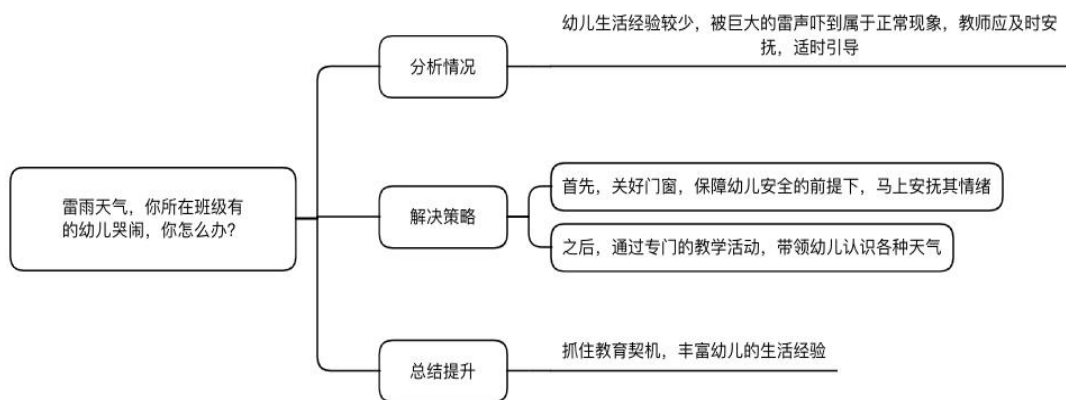 雷雨天气，你所在班级有
的幼儿哭闹，你怎么办？
分析情况
幼儿生活经验较少，被巨大的雷声吓到属于正常现象，教师应及时安
抚，适时引导
解决策略
首先，关好门窗，保障幼儿安全的前提下，马上安抚其情绪
之后，通过专门的教学活动，带领幼儿认识各种天气
总结提升
抓住教育契机，丰富幼儿的生活经验